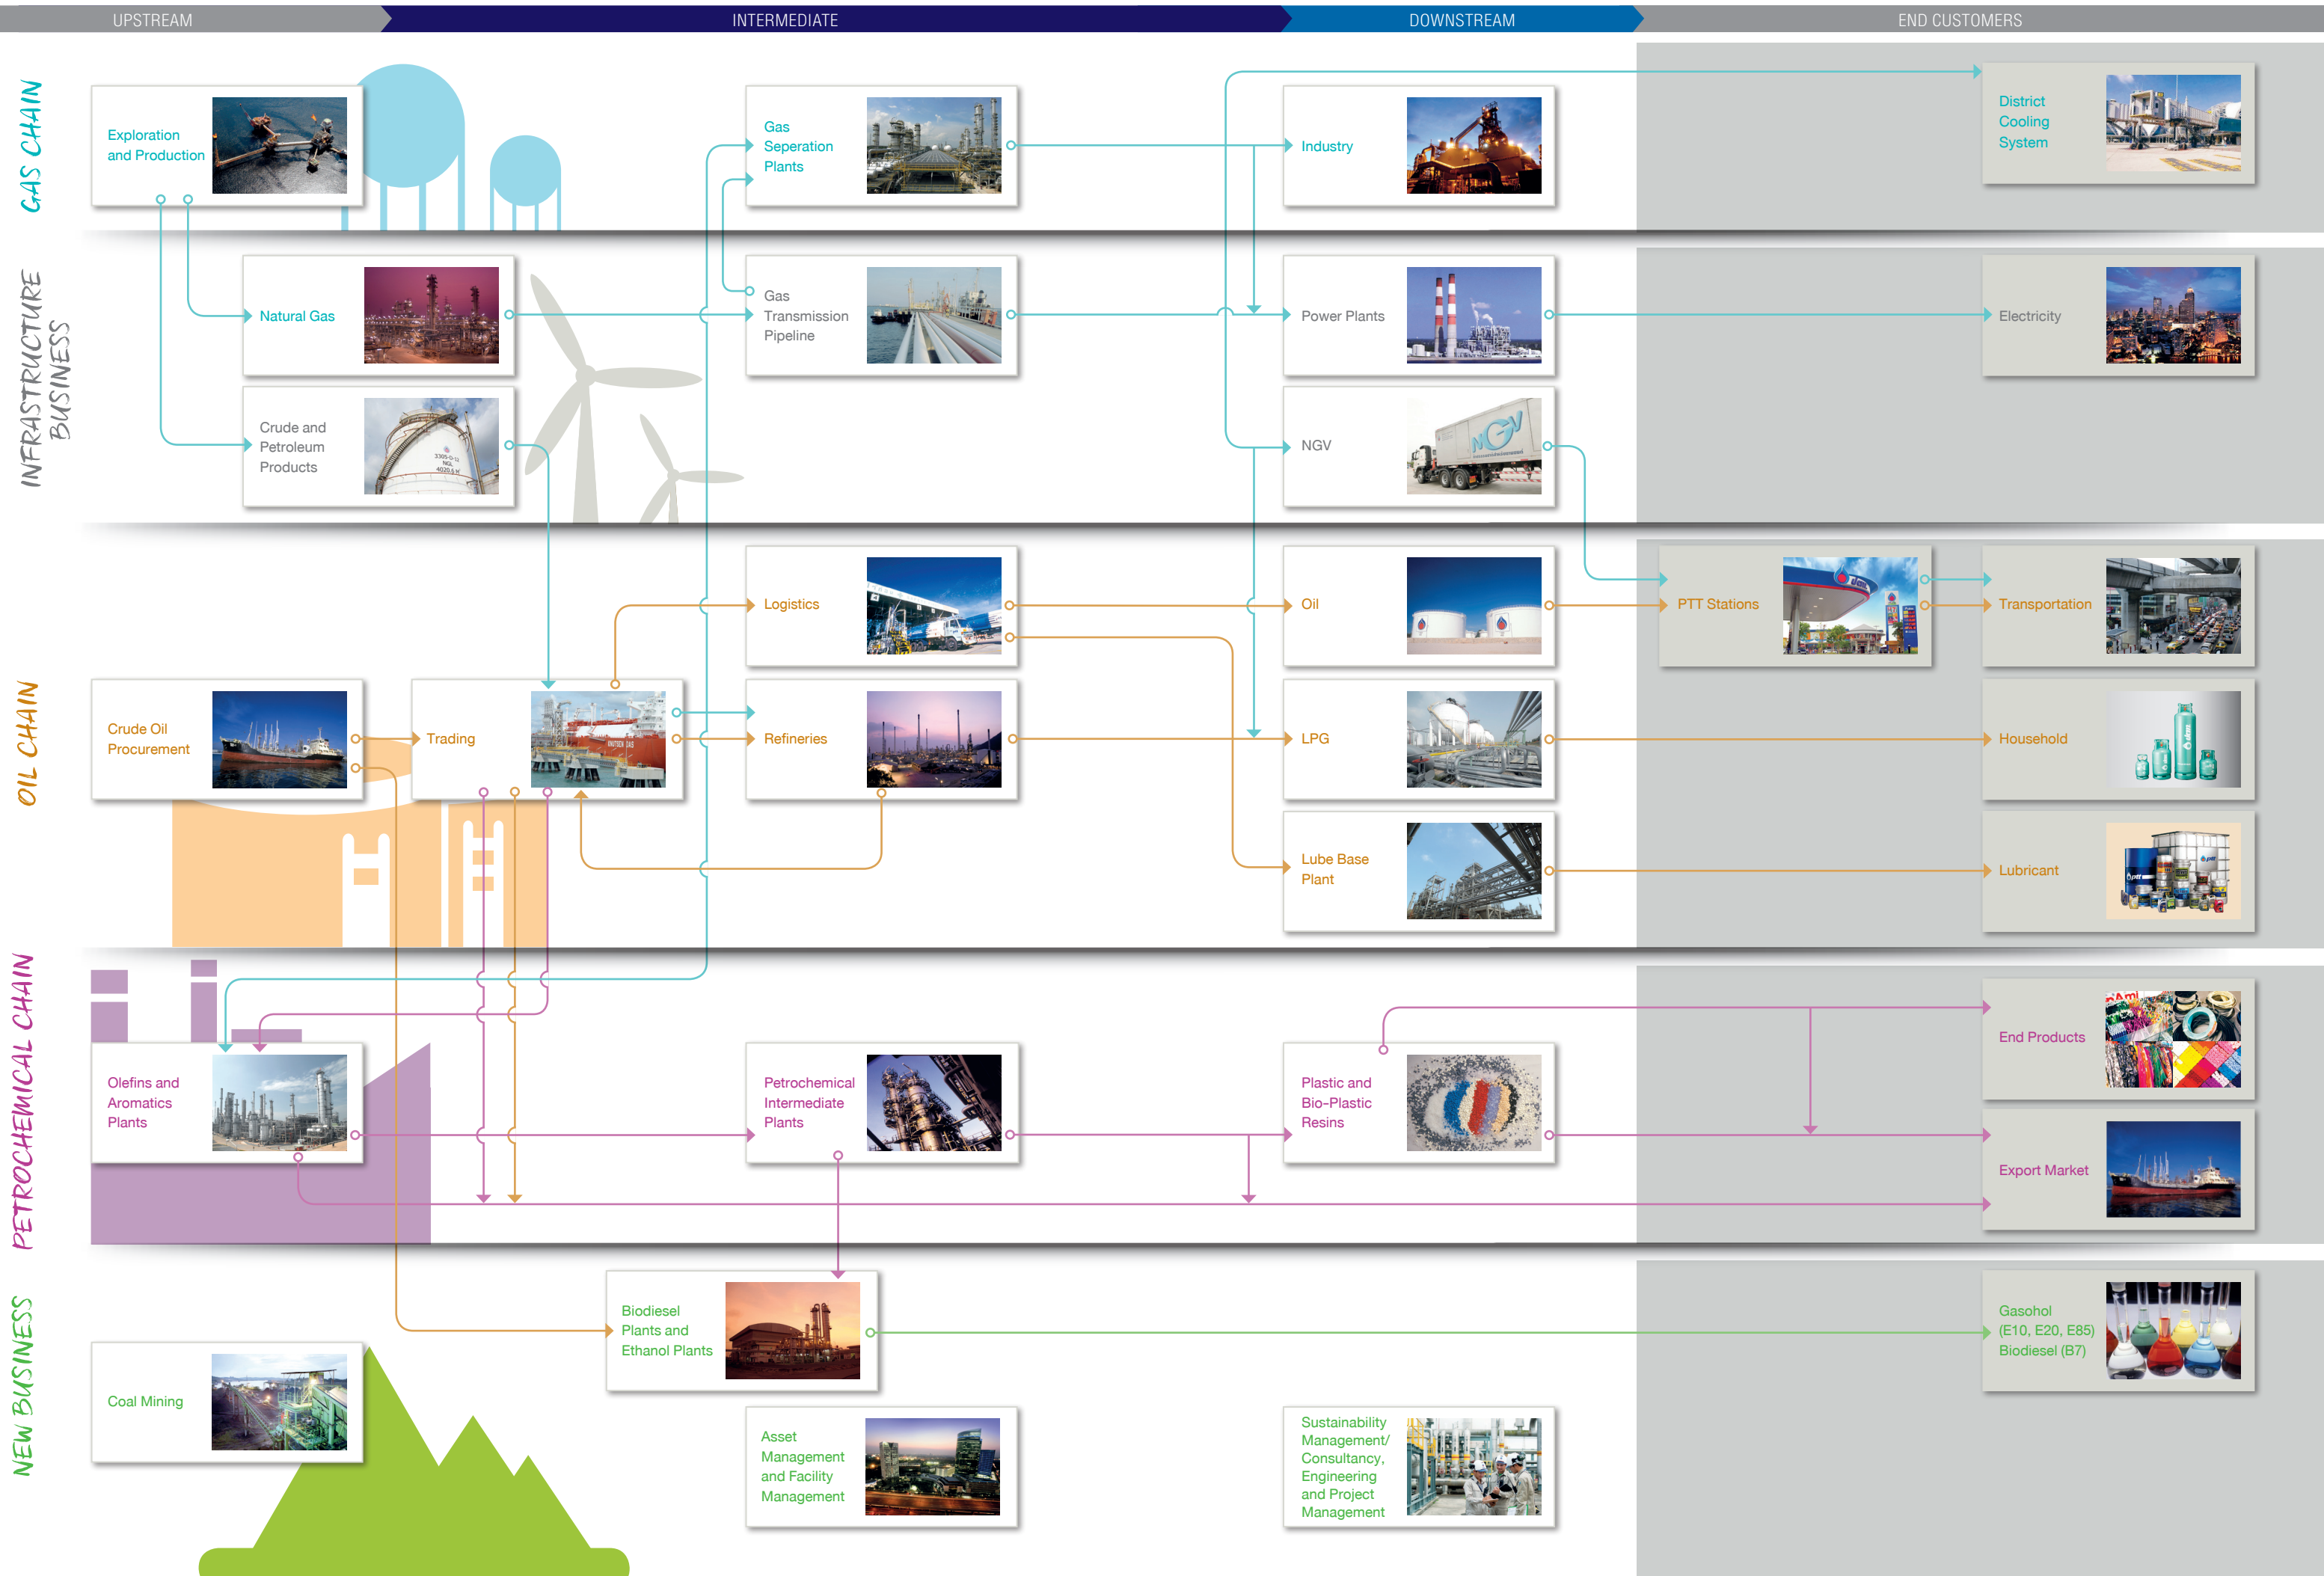 UPSTREAM
INTERMEDIATE
DOWNSTREAM
END CUSTOMERS
GAS CHAIN
Exploration
and Production
Gas
Seperation
Plants
Industry
District
Cooling
System
INFRASTRUCTURE
BUSINESS
Natural Gas
Gas
Transmission
Pipeline
Power Plants
Electricity
Crude and
Petroleum
Products
3305-D-12
NGL
NGV
NGV
OIL CHAIN
Logistics
Oil
PTT Stations
Transportation
Crude Oil
Procurement
Trading
Refineries
LPG
Household
Lube Base
Plant
Lubricant
ptt
PETROCHEMICAL CHAIN
Olefins and
Aromatics
Plants
Petrochemical
Intermediate
Plants
Plastic and
Bio-Plastic
Resins
End Products
Export Market
NEW BUSINESS
Biodiesel
Plants and
Ethanol Plants
Gasohol
(E10, E20, E85)
Biodiesel (B7)
Coal Mining
Asset
Management
and Facility
Management
Sustainability
Management/
Consultancy,
Engineering
and Project
Management